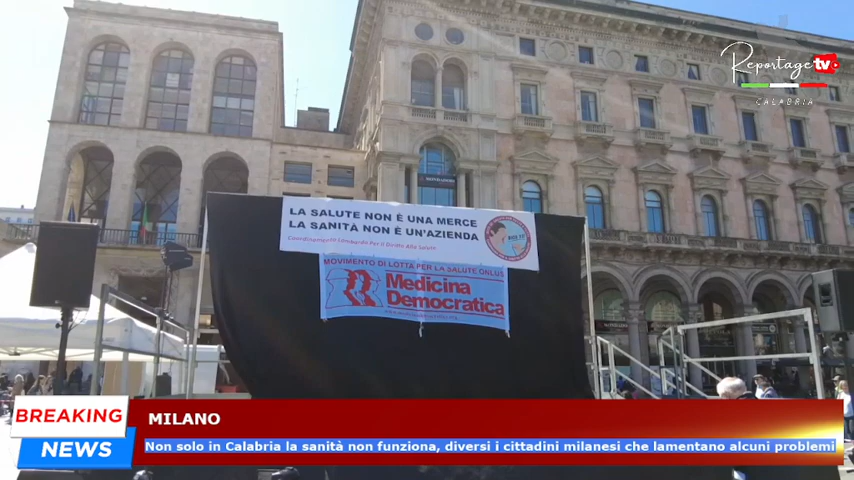 Reportage tv
CALABRIA
LA SALUTE NON È UNA MERCE
LA SANITÀ NON È UN'AZIENDA
Coordinamento Lombardo Per Il Diritto Alla Salute
MOVIMENTO DI LOTTA PER LA SALUTE ONLUS
Medicina
Democratica
BREAKING
NEWS
MILANO
Non solo in Calabria la sanità non funziona, diversi i cittadini milanesi che lamentano alcuni problemi